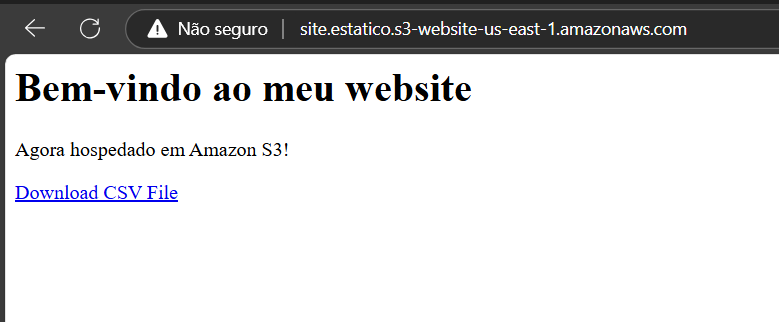 Não seguro | site.estatico.s3-website-us-east-1.amazonaws.com
Bem-vindo ao meu website
Agora hospedado em Amazon S3!
Download CSV File